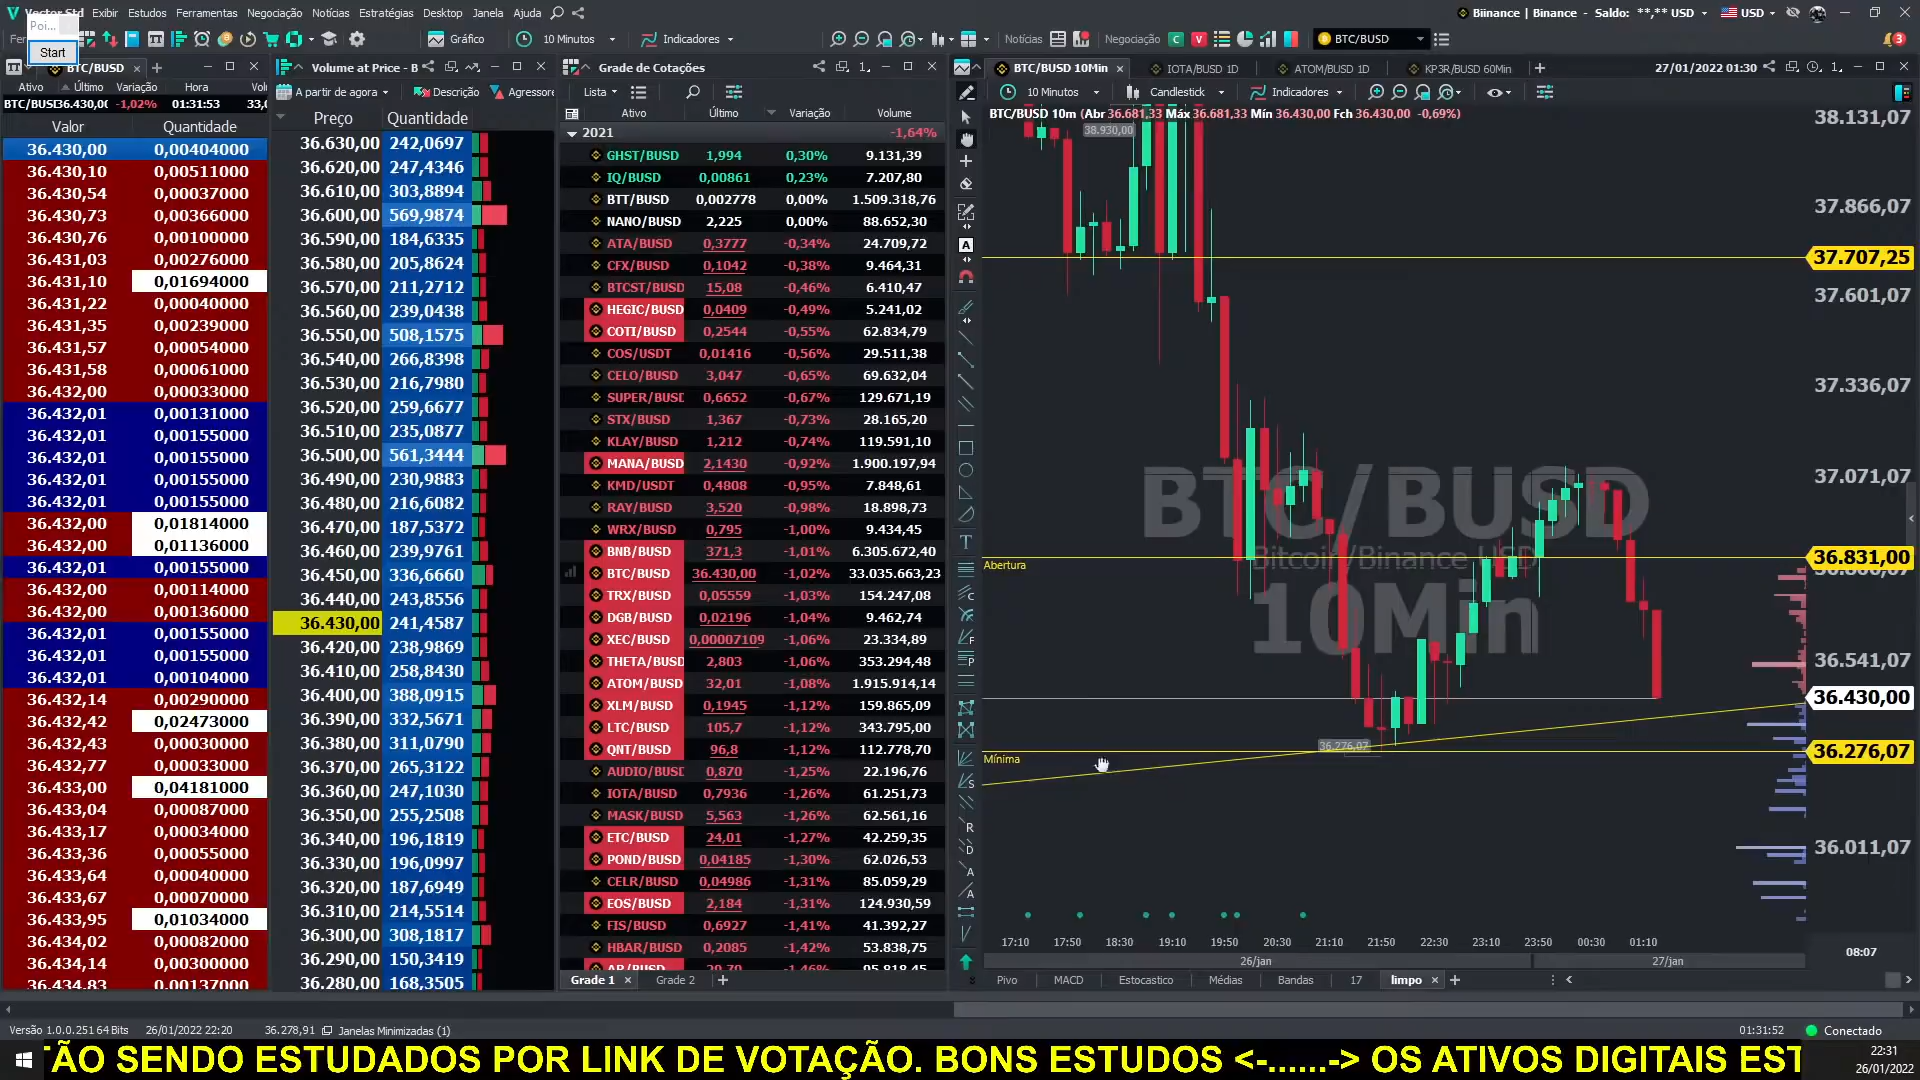 Vector Std Exibir Estudos Ferramentas Negociação Notícias Estratégias Desktop Janela Ajuda
Biinance | Binance - Saldo: **,** USD USD
Poi...
Start
Gráfico 10 Minutos Indicadores Notícias Negociação BTC/BUSD 3
BTC/BUSD
Ativo Último Variação Hora Volu
BTC/BUSD 36.430,00 -1,02% 01:31:53 33,0
Valor Quantidade
36.430,00 0,00404000
36.430,10 0,00511000
36.430,54 0,00037000
36.430,73 0,00366000
36.430,76 0,00100000
36.431,03 0,00276000
36.431,10 0,01694000
36.431,22 0,00040000
36.431,35 0,00239000
36.431,57 0,00054000
36.431,58 0,00061000
36.432,00 0,00033000
36.432,01 0,00131000
36.432,01 0,00155000
36.432,01 0,00155000
36.432,01 0,00155000
36.432,01 0,00155000
36.432,00 0,01814000
36.432,00 0,01136000
36.432,01 0,00155000
36.432,00 0,00114000
36.432,00 0,00136000
36.432,01 0,00155000
36.432,01 0,00155000
36.432,01 0,00104000
36.432,14 0,00290000
36.432,42 0,02473000
36.432,43 0,00030000
36.432,77 0,00033000
36.433,00 0,04181000
36.433,04 0,00087000
36.433,17 0,00034000
36.433,36 0,00055000
36.433,64 0,00040000
36.433,67 0,00070000
36.433,95 0,01034000
36.434,02 0,00082000
36.434,14 0,00300000
36.434,83 0,00137000
Volume at Price - B
A partir de agora Descrição Agressore
Preço Quantidade
36.630,00 242,0697
36.620,00 247,4346
36.610,00 303,8894
36.600,00 569,9874
36.590,00 184,6335
36.580,00 205,8624
36.570,00 211,2712
36.560,00 239,0438
36.550,00 508,1575
36.540,00 266,8398
36.530,00 216,7980
36.520,00 259,6677
36.510,00 235,0877
36.500,00 561,3444
36.490,00 230,9883
36.480,00 216,6082
36.470,00 187,5372
36.460,00 239,9761
36.450,00 336,6660
36.440,00 243,8556
36.430,00 241,4587
36.420,00 238,9869
36.410,00 258,8430
36.400,00 388,0915
36.390,00 332,5671
36.380,00 311,0790
36.370,00 265,3122
36.360,00 247,1030
36.350,00 255,2508
36.340,00 196,1819
36.330,00 196,0997
36.320,00 187,6949
36.310,00 214,5514
36.300,00 308,1817
36.290,00 150,3419
36.280,00 168,3505
Grade de Cotações 1
Lista
Ativo Último Variação Volume
2021 -1,64%
GHST/BUSD 1,994 0,30% 9.131,39
IQ/BUSD 0,00861 0,23% 7.207,80
BTT/BUSD 0,002778 0,00% 1.509.318,76
NANO/BUSD 2,225 0,00% 88.652,30
ATA/BUSD 0,3777 -0,34% 24.709,72
CFX/BUSD 0,1042 -0,38% 9.464,31
BTCST/BUSD 15,08 -0,46% 6.410,47
HEGIC/BUSD 0,0409 -0,49% 5.241,02
COTI/BUSD 0,2544 -0,55% 62.834,79
COS/USDT 0,01416 -0,56% 29.511,38
CELO/BUSD 3,047 -0,65% 69.632,04
SUPER/BUSD 0,6652 -0,67% 129.671,19
STX/BUSD 1,367 -0,73% 28.165,20
KLAY/BUSD 1,212 -0,74% 119.591,10
MANA/BUSD 2,1430 -0,92% 1.900.197,94
KMD/USDT 0,4808 -0,95% 7.848,61
RAY/BUSD 3,520 -0,98% 18.898,73
WRX/BUSD 0,795 -1,00% 9.434,45
BNB/BUSD 371,3 -1,01% 6.305.672,40
BTC/BUSD 36.430,00 -1,02% 33.035.663,23
TRX/BUSD 0,05559 -1,03% 154.247,08
DGB/BUSD 0,02196 -1,04% 9.462,74
XEC/BUSD 0,00007109 -1,06% 23.334,89
THETA/BUSD 2,803 -1,06% 353.294,48
ATOM/BUSD 32,01 -1,08% 1.915.914,14
XLM/BUSD 0,1945 -1,12% 159.865,09
LTC/BUSD 105,7 -1,12% 343.795,00
QNT/BUSD 96,8 -1,12% 112.778,70
AUDIO/BUSD 0,870 -1,25% 22.196,76
IOTA/BUSD 0,7936 -1,26% 61.251,73
MASK/BUSD 5,563 -1,26% 62.561,16
ETC/BUSD 24,01 -1,27% 42.259,35
POND/BUSD 0,04185 -1,30% 62.026,53
CELR/BUSD 0,04986 -1,31% 85.059,29
EOS/BUSD 2,184 -1,31% 124.930,59
FIS/BUSD 0,6927 -1,41% 41.392,27
HBAR/BUSD 0,2085 -1,42% 53.838,75
AR/BUSD 29,70 -1,46% 95.818,45
Grade 1 Grade 2
BTC/BUSD 10Min IOTA/BUSD 1D ATOM/BUSD 1D KP3R/BUSD 60Min 27/01/2022 01:30 1
10 Minutos Candlestick Indicadores
BTC/BUSD 10m (Abr 36.681,33 Máx 36.681,33 Mín 36.430,00 Fch 36.430,00 -0,69%)
38.930,00
38.131,07
37.866,07
37.707,25
37.601,07
37.336,07
37.071,07
BTC/BUSD
Bitcoin/Binance USD
10Min
Abertura
36.831,00
36.541,07
36.430,00
36.276,07
Mínima
36.276,07
36.011,07
17:10 17:50 18:30 19:10 19:50 20:30 21:10 21:50 22:30 23:10 23:50 00:30 01:10
08:07
26/jan 27/jan
Pivo MACD Estocastico Médias Bandas 17 limpo
Versão 1.0.0.251 64 Bits 26/01/2022 22:20 36.278,91 Janelas Minimizadas (1) 01:31:52 Conectado
TÃO SENDO ESTUDADOS POR LINK DE VOTAÇÃO. BONS ESTUDOS <-......-> OS ATIVOS DIGITAIS EST
22:31
26/01/2022